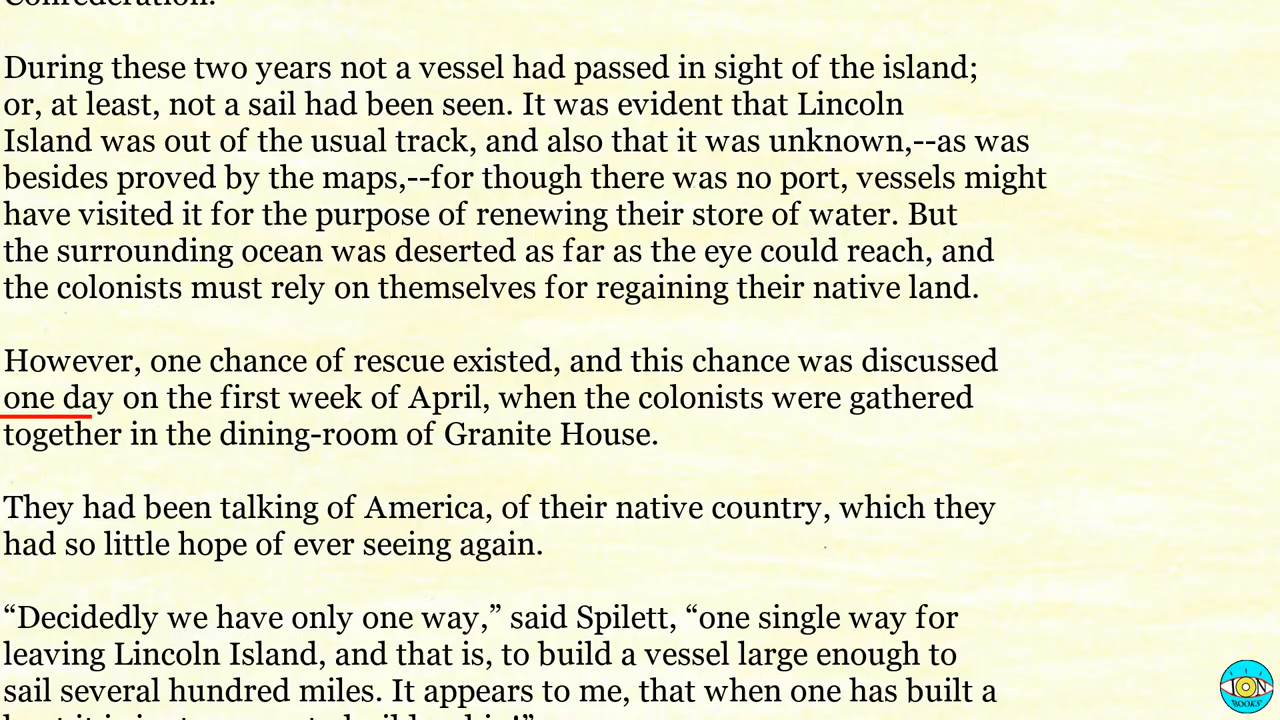 Confederation.
During these two years not a vessel had passed in sight of the island;
or, at least, not a sail had been seen. It was evident that Lincoln
Island was out of the usual track, and also that it was unknown,--as was
besides proved by the maps,--for though there was no port, vessels might
have visited it for the purpose of renewing their store of water. But
the surrounding ocean was deserted as far as the eye could reach, and
the colonists must rely on themselves for regaining their native land.
However, one chance of rescue existed, and this chance was discussed
one day on the first week of April, when the colonists were gathered
together in the dining-room of Granite House.
They had been talking of America, of their native country, which they
had so little hope of ever seeing again.
“Decidedly we have only one way,” said Spilett, “one single way for
leaving Lincoln Island, and that is, to build a vessel large enough to
sail several hundred miles. It appears to me, that when one has built a
ION
BOOKS